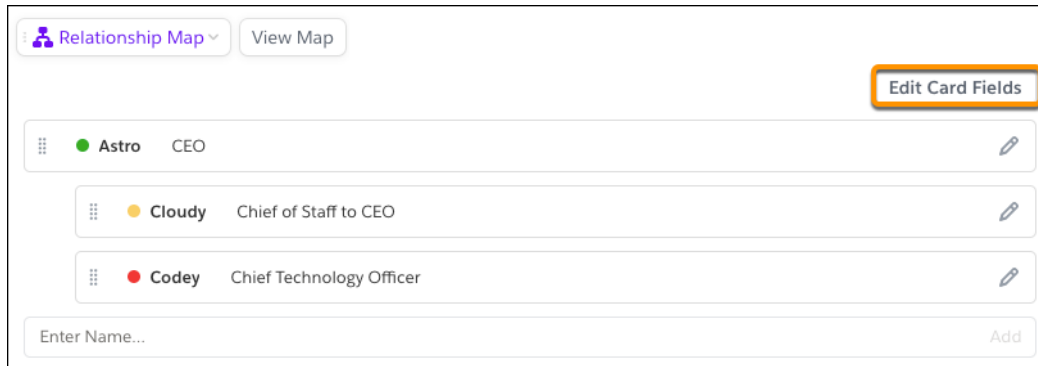 Relationship Map View Map
Edit Card Fields
Astro CEO
Cloudy Chief of Staff to CEO
Codey Chief Technology Officer
Enter Name... Add